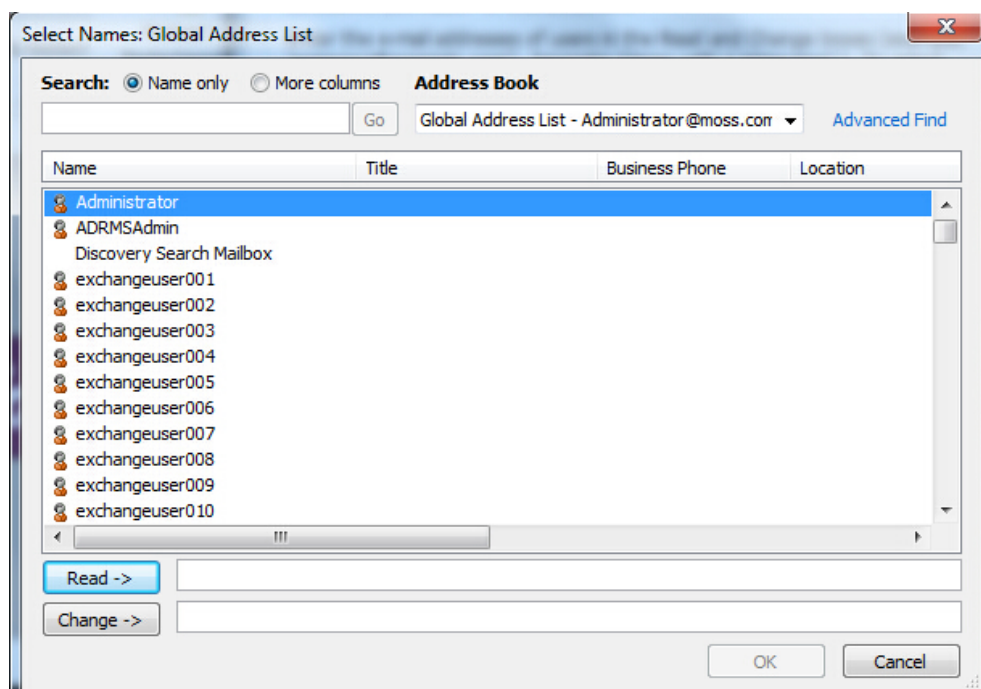 Select Names: Global Address List
Search: Name only More columns Address Book
Go Global Address List - Administrator@moss.com Advanced Find
Name Title Business Phone Location
Administrator
ADRMSAdmin
Discovery Search Mailbox
exchangeuser001
exchangeuser002
exchangeuser003
exchangeuser004
exchangeuser005
exchangeuser006
exchangeuser007
exchangeuser008
exchangeuser009
exchangeuser010
Read ->
Change ->
OK Cancel